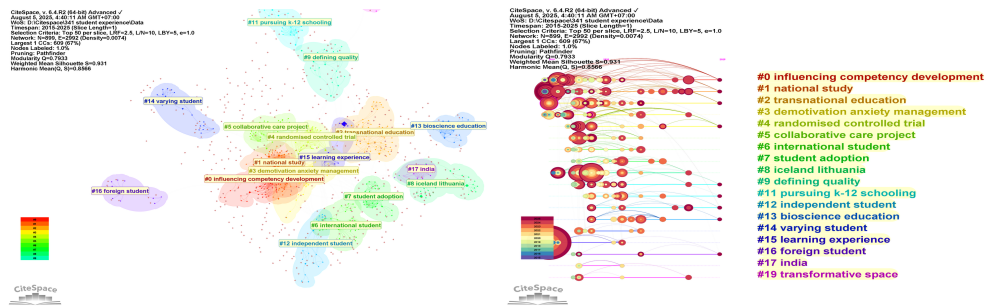 CiteSpace, v. 6.4.R2 (64-bit) Advanced ✓
August 5, 2025, 4:40:11 AM GMT+07:00
WoS: D:\Citespace\341 student experience\Data
Timespan: 2015-2025 (Slice Length=1)
Selection Criteria: Top 50 per slice, LRF=2.5, L/N=10, LBY=5, e=1.0
Network: N=899, E=2992 (Density=0.0074)
Largest 1 CCs: 609 (67%)
Nodes Labeled: 1.0%
Pruning: Pathfinder
Modularity Q=0.7933
Weighted Mean Silhouette S=0.931
Harmonic Mean(Q, S)=0.8566
#11 pursuing k-12 schooling
#9 defining quality
#14 varying student
#5 collaborative care project
#2 transnational education
#13 bioscience education
#4 randomised controlled trial
#15 learning experience
#1 national study
#17 india
#3 demotivation anxiety management
#0 influencing competency development
#8 iceland lithuania
#16 foreign student
#7 student adoption
#6 international student
#12 independent student
CiteSpace
CiteSpace, v. 6.4.R2 (64-bit) Advanced ✓
August 5, 2025, 4:40:11 AM GMT+07:00
WoS: D:\Citespace\341 student experience\Data
Timespan: 2015-2025 (Slice Length=1)
Selection Criteria: Top 50 per slice, LRF=2.5, L/N=10, LBY=5, e=1.0
Network: N=899, E=2992 (Density=0.0074)
Largest 1 CCs: 609 (67%)
Nodes Labeled: 1.0%
Pruning: Pathfinder
Modularity Q=0.7933
Weighted Mean Silhouette S=0.931
Harmonic Mean(Q, S)=0.8566
#0 influencing competency development
#1 national study
#2 transnational education
#3 demotivation anxiety management
#4 randomised controlled trial
#5 collaborative care project
#6 international student
#7 student adoption
#8 iceland lithuania
#9 defining quality
#11 pursuing k-12 schooling
#12 independent student
#13 bioscience education
#14 varying student
#15 learning experience
#16 foreign student
#17 india
#19 transformative space
CiteSpace